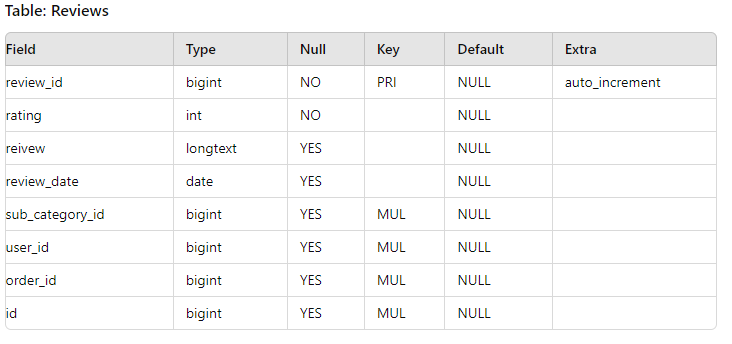 Table: Reviews
Field Type Null Key Default Extra
review_id bigint NO PRI NULL auto_increment
rating int NO NULL
reivew longtext YES NULL
review_date date YES NULL
sub_category_id bigint YES MUL NULL
user_id bigint YES MUL NULL
order_id bigint YES MUL NULL
id bigint YES MUL NULL